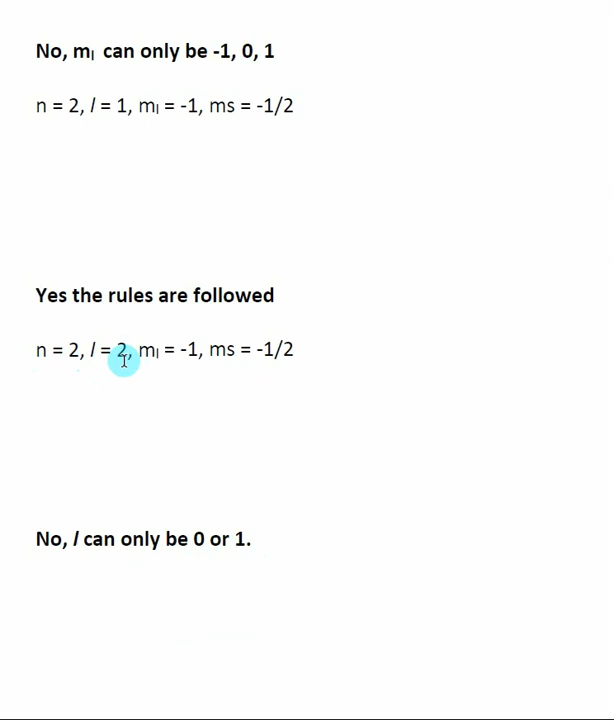 No, mₗ can only be -1, 0, 1
n = 2, l = 1, mₗ = -1, ms = -1/2
Yes the rules are followed
n = 2, l = 2, mₗ = -1, ms = -1/2
No, l can only be 0 or 1.